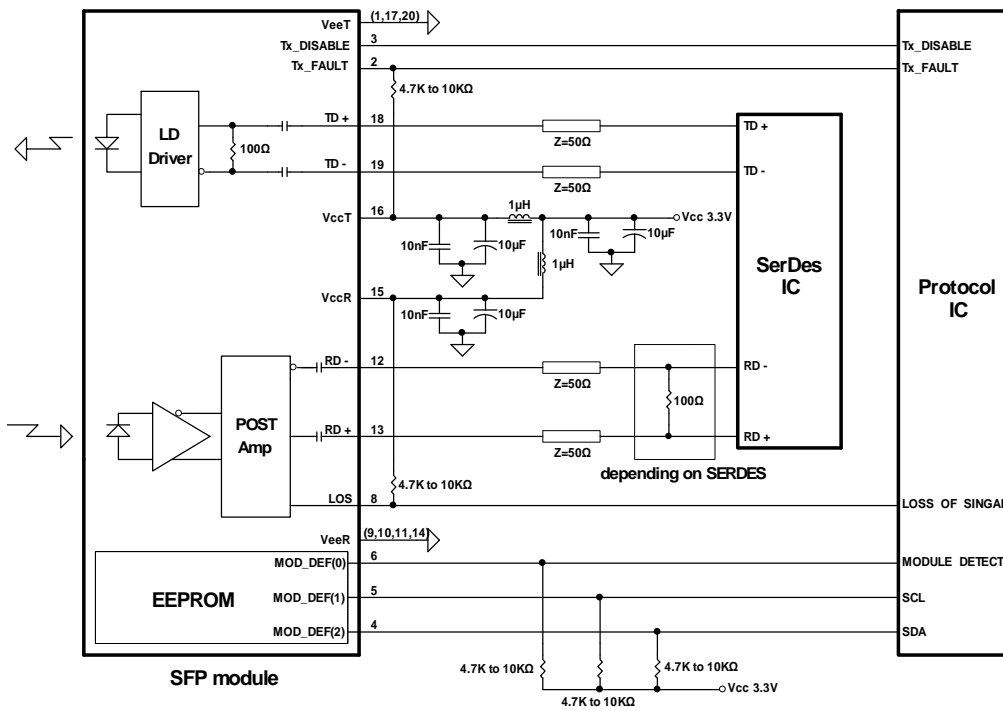 VeeT (1,17,20)
Tx_DISABLE 3 Tx_DISABLE
Tx_FAULT 2 Tx_FAULT
4.7K to 10KΩ
LD
Driver
100Ω
TD + 18 Z=50Ω TD +
TD - 19 Z=50Ω TD -
1µH
VccT 16 Vcc 3.3V
10nF 10µF 10nF 10µF
1µH
SerDes
IC
Protocol
IC
VccR 15
10nF 10µF
RD - 12 Z=50Ω RD -
100Ω
POST
Amp
RD + 13 Z=50Ω RD +
depending on SERDES
4.7K to 10KΩ
LOS 8 LOSS OF SINGAL
VeeR (9,10,11,14)
MOD_DEF(0) 6 MODULE DETECT
EEPROM
MOD_DEF(1) 5 SCL
MOD_DEF(2) 4 SDA
4.7K to 10KΩ 4.7K to 10KΩ
4.7K to 10KΩ
Vcc 3.3V
SFP module